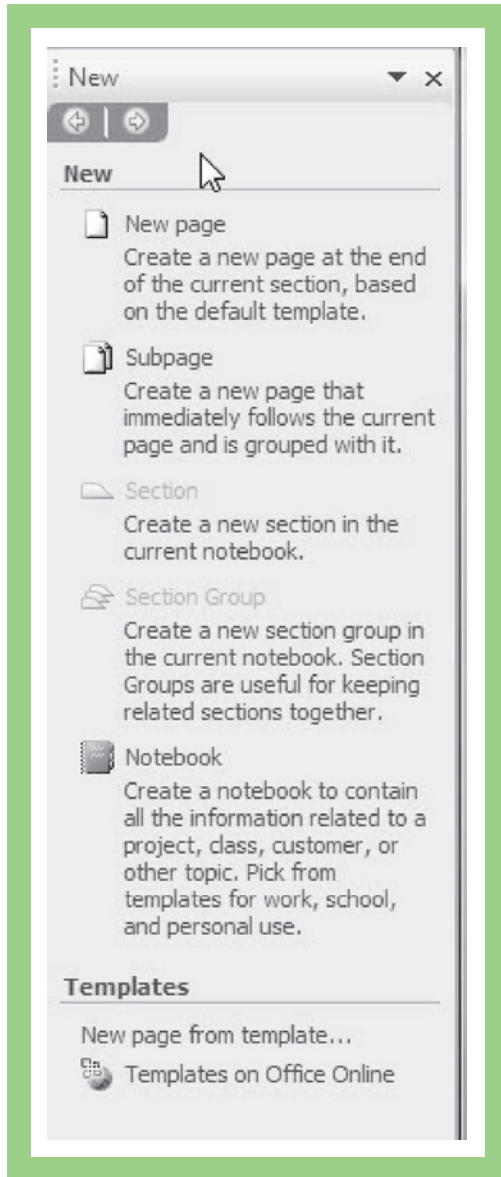 New
New
New page
Create a new page at the end
of the current section, based
on the default template.
Subpage
Create a new page that
immediately follows the current
page and is grouped with it.
Section
Create a new section in the
current notebook.
Section Group
Create a new section group in
the current notebook. Section
Groups are useful for keeping
related sections together.
Notebook
Create a notebook to contain
all the information related to a
project, class, customer, or
other topic. Pick from
templates for work, school,
and personal use.
Templates
New page from template...
Templates on Office Online